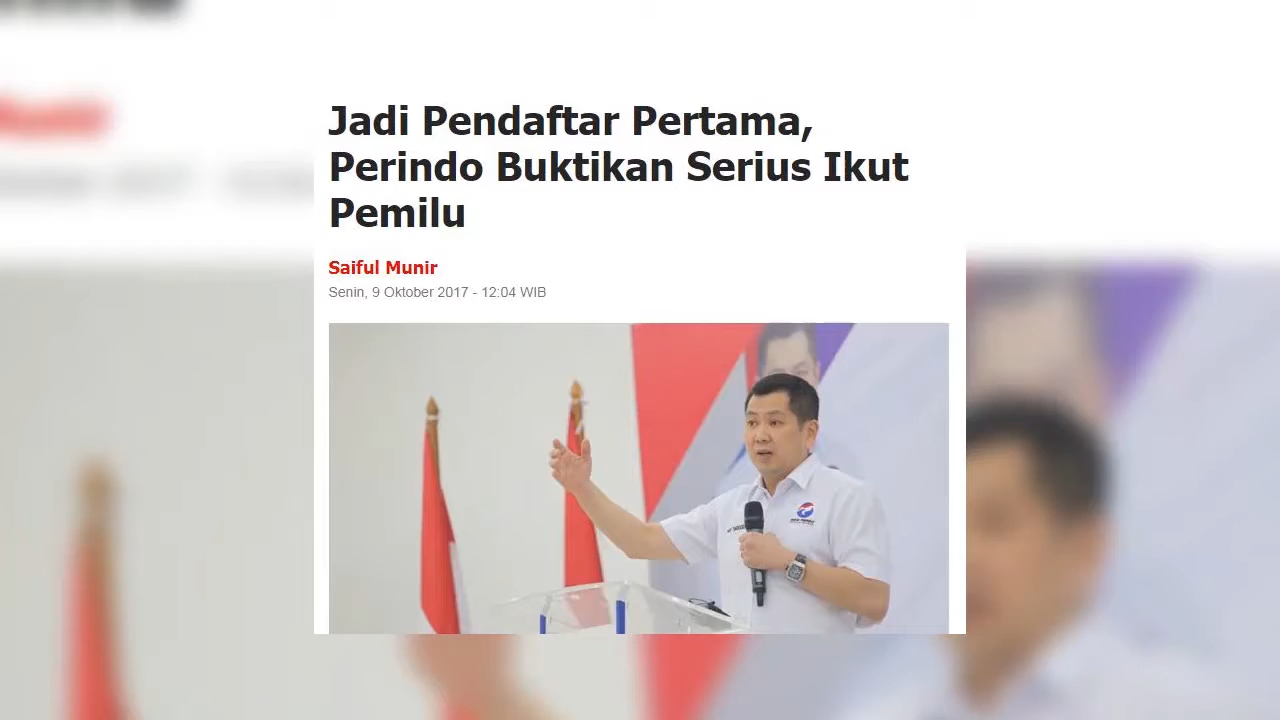 Jadi Pendaftar Pertama,
Perindo Buktikan Serius Ikut
Pemilu
Saiful Munir
Senin, 9 Oktober 2017 - 12:04 WIB